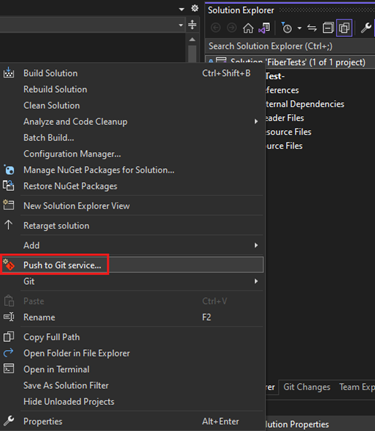 Solution Explorer
Search Solution Explorer (Ctrl+;)
Solution 'FiberTests' (1 of 1 project)
Test-
eferences
ternal Dependencies
eader Files
esource Files
urce Files
Build Solution Ctrl+Shift+B
Rebuild Solution
Clean Solution
Analyze and Code Cleanup
Batch Build...
Configuration Manager...
Manage NuGet Packages for Solution...
Restore NuGet Packages
New Solution Explorer View
Retarget solution
Add
Push to Git service...
Git
Paste Ctrl+V
Rename F2
Copy Full Path
Open Folder in File Explorer
Open in Terminal
Save As Solution Filter
Hide Unloaded Projects
Properties Alt+Enter
rer Git Changes Team Exp
lution Properties